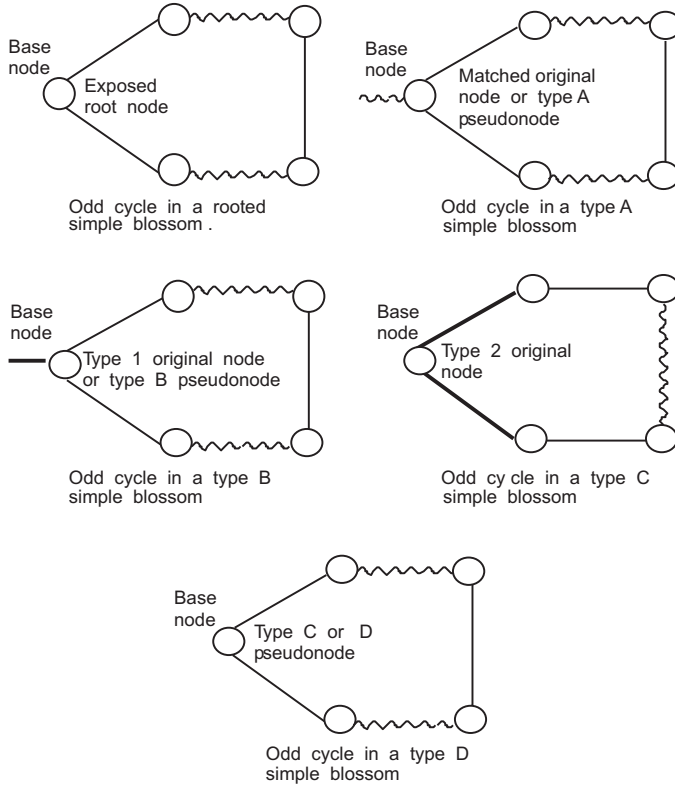 Base
node
Exposed
root node
Odd cycle in a rooted
simple blossom .
Base
node
Matched original
node or type A
pseudonode
Odd cycle in a type A
simple blossom
Base
node
Type 1 original node
or type B pseudonode
Odd cycle in a type B
simple blossom
Base
node
Type 2 original
node
Odd cy cle in a type C
simple blossom
Base
node
Type C or D
pseudonode
Odd cycle in a type D
simple blossom